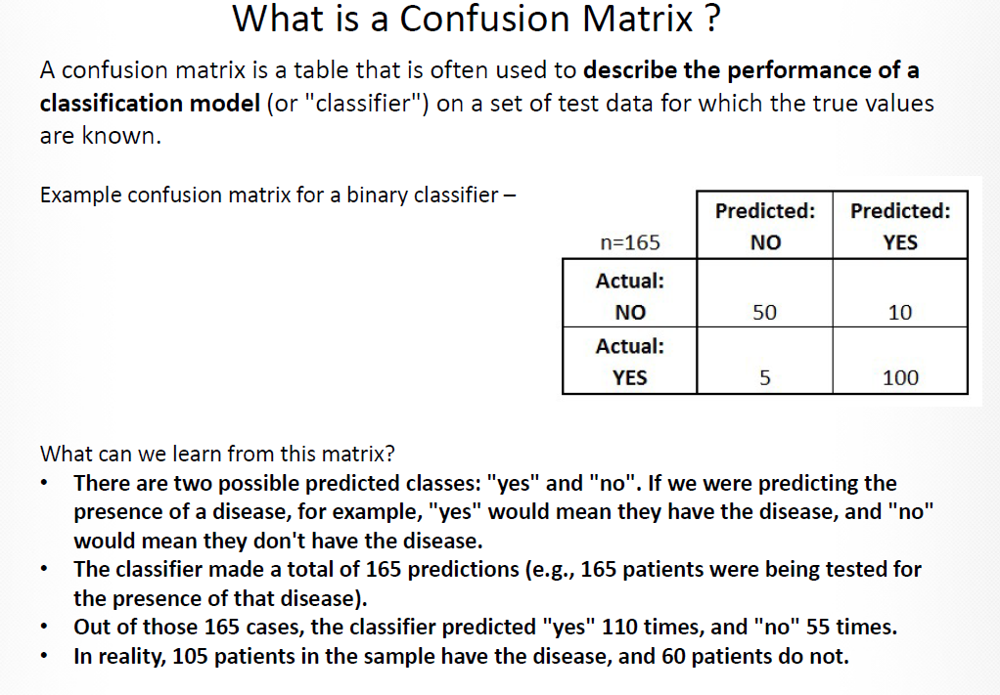 What is a Confusion Matrix ?
A confusion matrix is a table that is often used to describe the performance of a
classification model (or "classifier") on a set of test data for which the true values
are known.
Example confusion matrix for a binary classifier –
n=165 Predicted: NO Predicted: YES
Actual: NO 50 10
Actual: YES 5 100
What can we learn from this matrix?
• There are two possible predicted classes: "yes" and "no". If we were predicting the
presence of a disease, for example, "yes" would mean they have the disease, and "no"
would mean they don't have the disease.
• The classifier made a total of 165 predictions (e.g., 165 patients were being tested for
the presence of that disease).
• Out of those 165 cases, the classifier predicted "yes" 110 times, and "no" 55 times.
• In reality, 105 patients in the sample have the disease, and 60 patients do not.